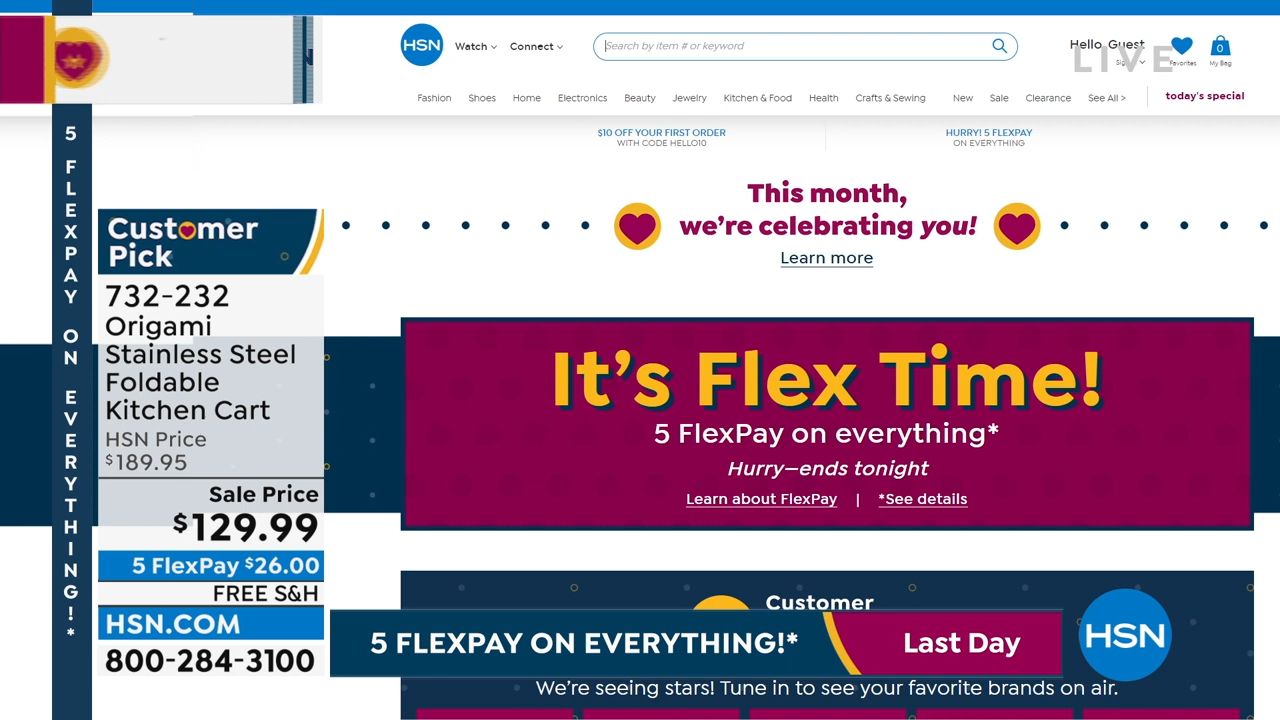 HSN
Watch
Connect
Search by item # or keyword
Hello, Guest
LIVE
Favorites
0
My Bag
Fashion
Shoes
Home
Electronics
Beauty
Jewelry
Kitchen & Food
Health
Crafts & Sewing
New
Sale
Clearance
See All >
today's special
$10 OFF YOUR FIRST ORDER
WITH CODE HELLO10
HURRY! 5 FLEXPAY
ON EVERYTHING
5 FLEXPAY ON EVERYTHING!*
This month,
we're celebrating you!
Learn more
Customer
Pick
732-232
Origami
Stainless Steel
Foldable
Kitchen Cart
HSN Price
$189.95
Sale Price
$129.99
5 FlexPay $26.00
FREE S&H
HSN.COM
800-284-3100
It's Flex Time!
5 FlexPay on everything*
Hurry—ends tonight
Learn about FlexPay | *See details
Customer
5 FLEXPAY ON EVERYTHING!*
Last Day
HSN
We're seeing stars! Tune in to see your favorite brands on air.